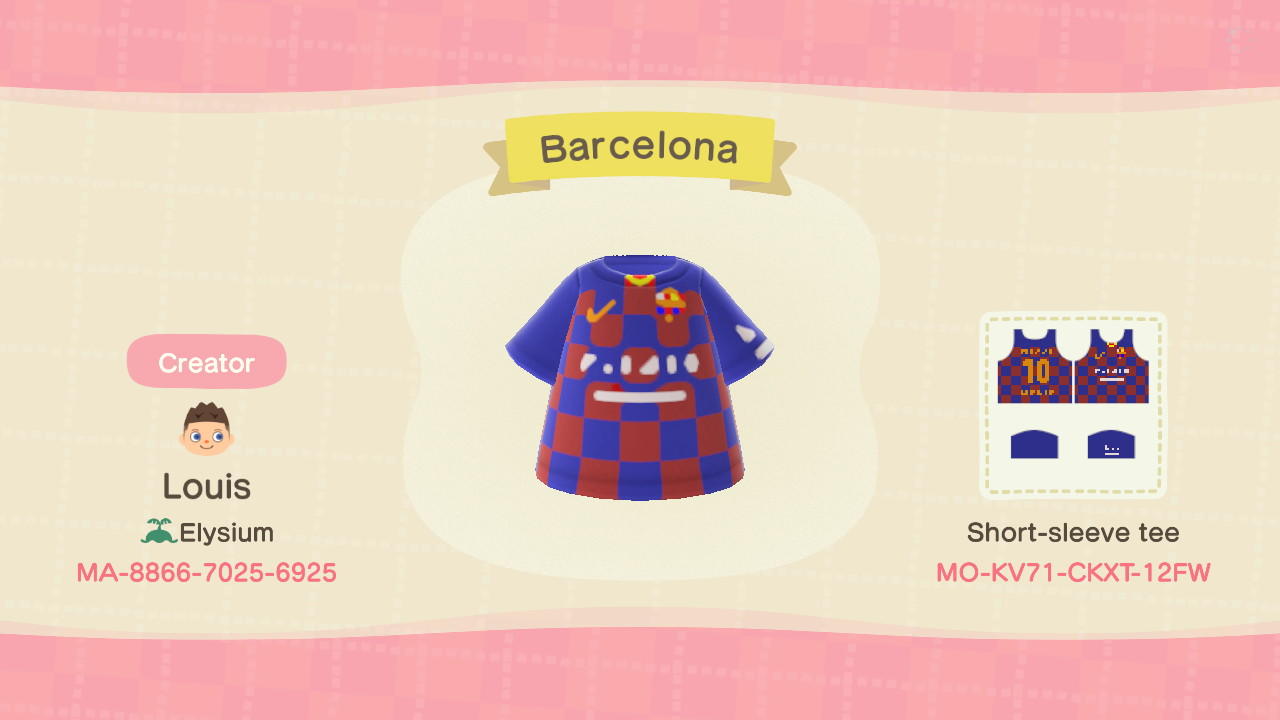 Barcelona
Creator
Louis
Elysium
MA-8866-7025-6925
10
Short-sleeve tee
MO-KV71-CKXT-12FW